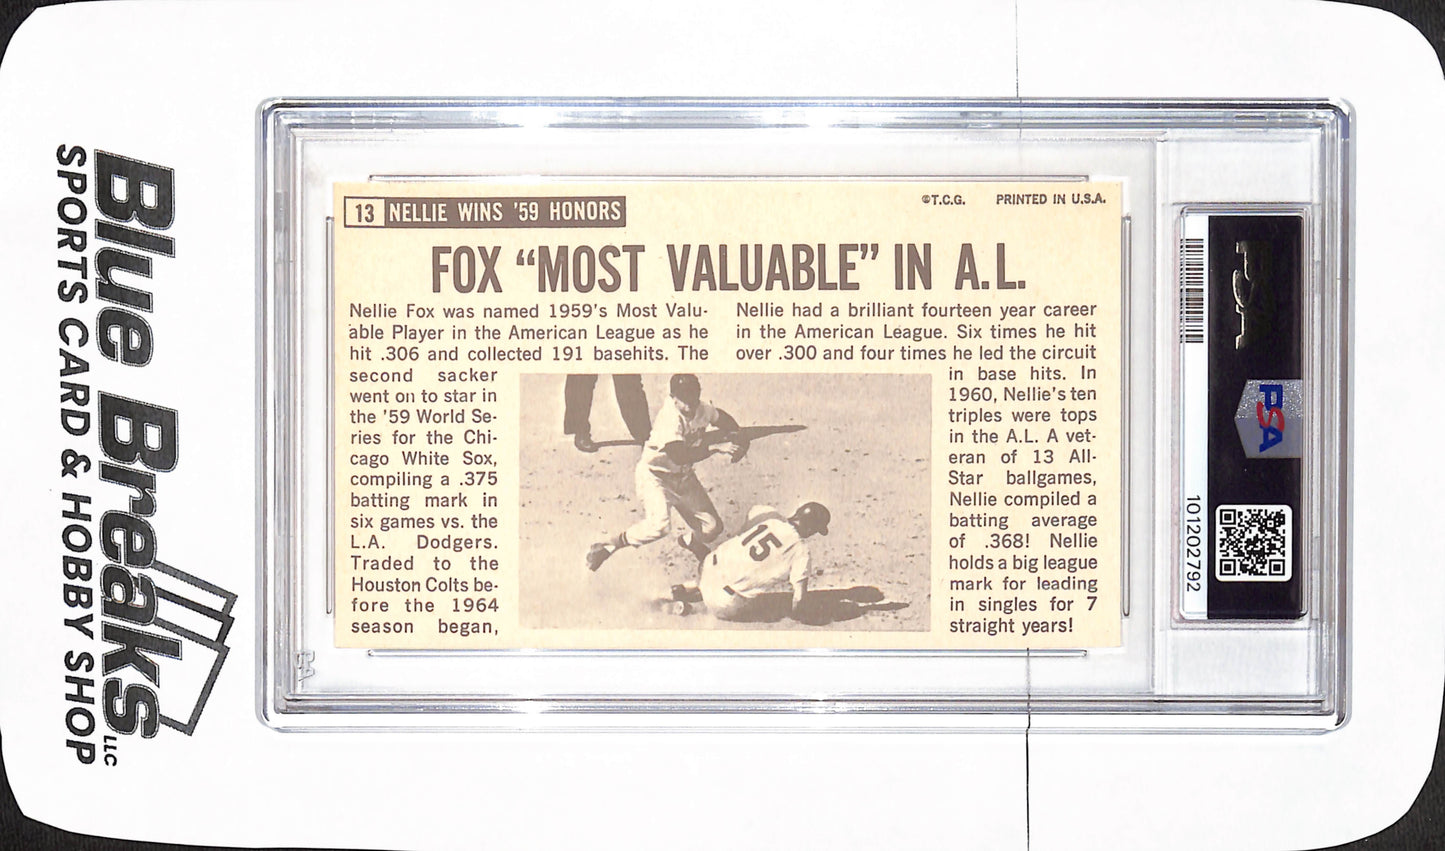 Blue Breaks LLC
SPORTS CARD & HOBBY SHOP
13 NELLIE WINS '59 HONORS
©T.C.G. PRINTED IN U.S.A.
FOX “MOST VALUABLE” IN A.L.
Nellie Fox was named 1959's Most Valu-
able Player in the American League as he
hit .306 and collected 191 basehits. The
second sacker
went on to star in
the '59 World Se-
ries for the Chi-
cago White Sox,
compiling a .375
batting mark in
six games vs. the
L.A. Dodgers.
Traded to the
Houston Colts be-
fore the 1964
season began,
Nellie had a brilliant fourteen year career
in the American League. Six times he hit
over .300 and four times he led the circuit
in base hits. In
1960, Nellie's ten
triples were tops
in the A.L. A vet-
eran of 13 All-
Star ballgames,
Nellie compiled a
batting average
of .368! Nellie
holds a big league
mark for leading
in singles for 7
straight years!
15
PSA
PSA
101202792